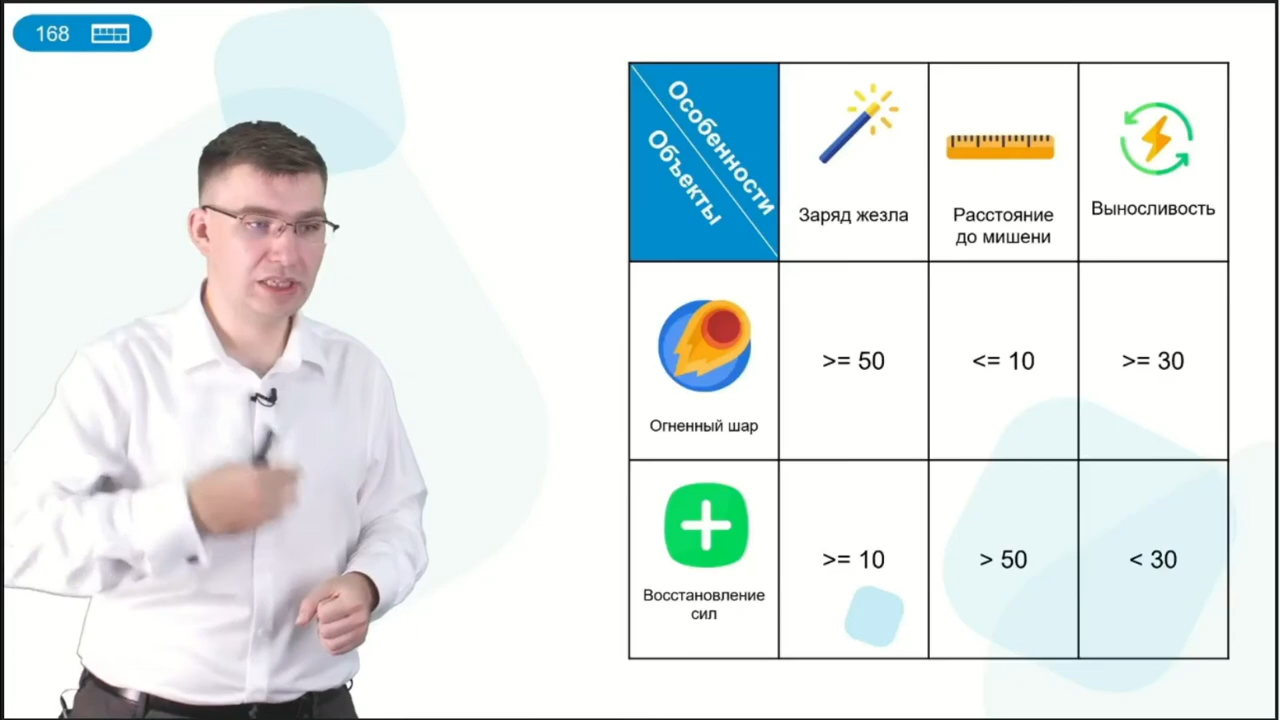 168
Особенности
Объекты
Заряд жезла
Расстояние
до мишени
Выносливость
Огненный шар
>= 50
<= 10
>= 30
Восстановление
сил
>= 10
> 50
< 30